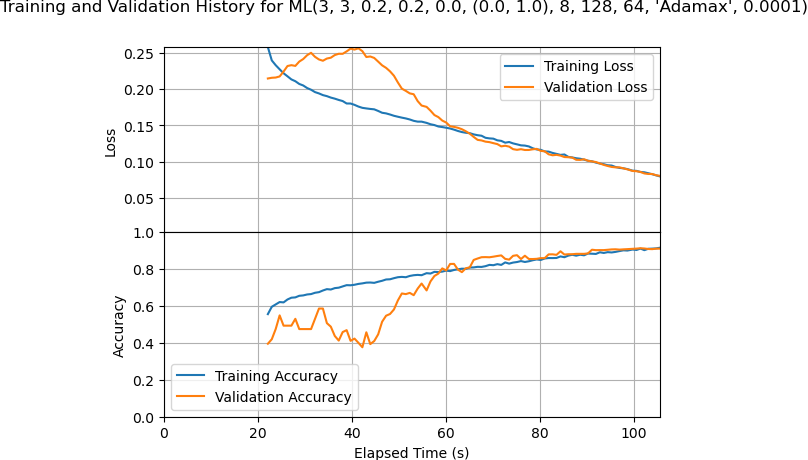 Training and Validation History for ML(3, 3, 0.2, 0.2, 0.0, (0.0, 1.0), 8, 128, 64, 'Adamax', 0.0001)
0.25
0.20
0.15
0.10
0.05
Loss
Training Loss
Validation Loss
1.0
0.8
0.6
0.4
0.2
0.0
Accuracy
Training Accuracy
Validation Accuracy
0 20 40 60 80 100
Elapsed Time (s)